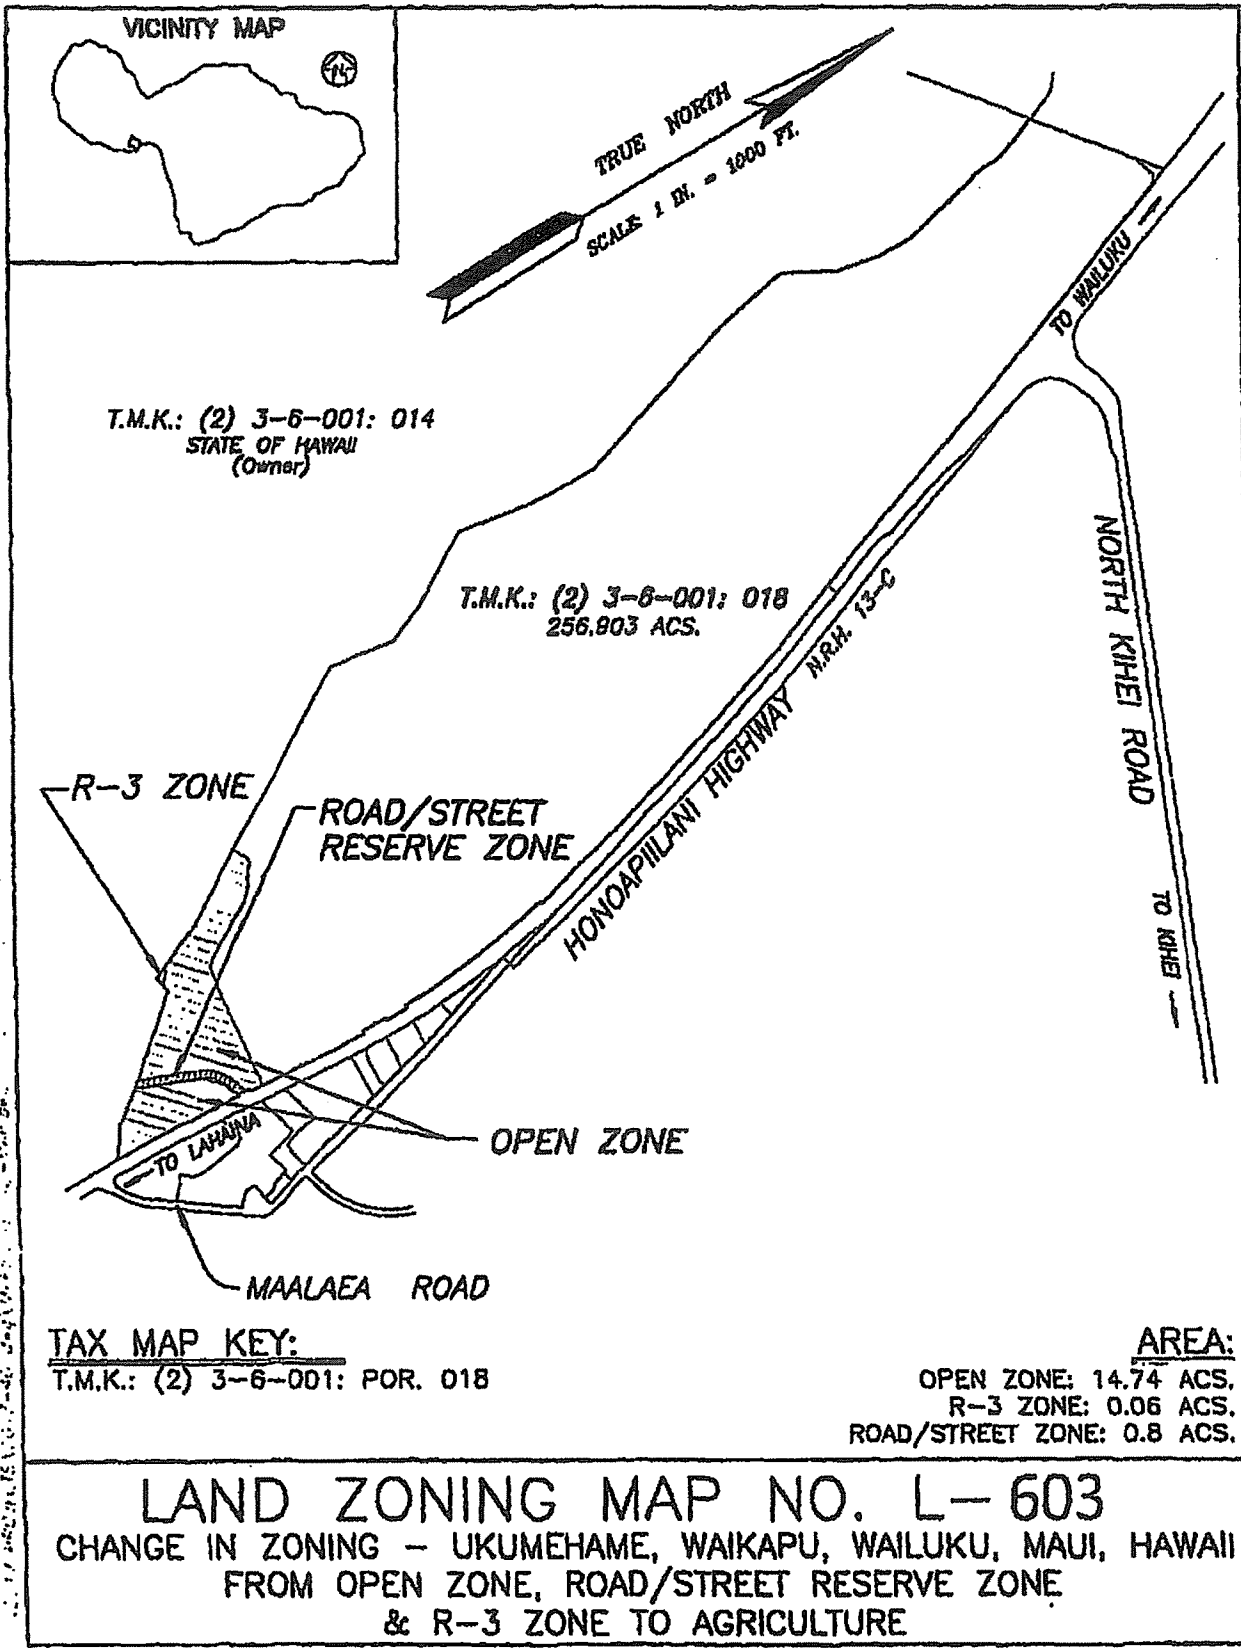 VICINITY MAP
N
TRUE NORTH
SCALE 1 IN. = 1000 FT.
TO WAILUKU
T.M.K.: (2) 3-6-001: 014
STATE OF HAWAII
(Owner)
T.M.K.: (2) 3-6-001: 018
256.803 ACS.
HONOAPIILANI HIGHWAY N.R.H. 13-C
NORTH KIHEI ROAD
TO KIHEI
R-3 ZONE
ROAD/STREET
RESERVE ZONE
OPEN ZONE
TO LAHAINA
MAALAEA ROAD
TAX MAP KEY:
T.M.K.: (2) 3-6-001: POR. 018
AREA:
OPEN ZONE: 14.74 ACS.
R-3 ZONE: 0.06 ACS.
ROAD/STREET ZONE: 0.8 ACS.
LAND ZONING MAP NO. L-603
CHANGE IN ZONING - UKUMEHAME, WAIKAPU, WAILUKU, MAUI, HAWAII
FROM OPEN ZONE, ROAD/STREET RESERVE ZONE
& R-3 ZONE TO AGRICULTURE